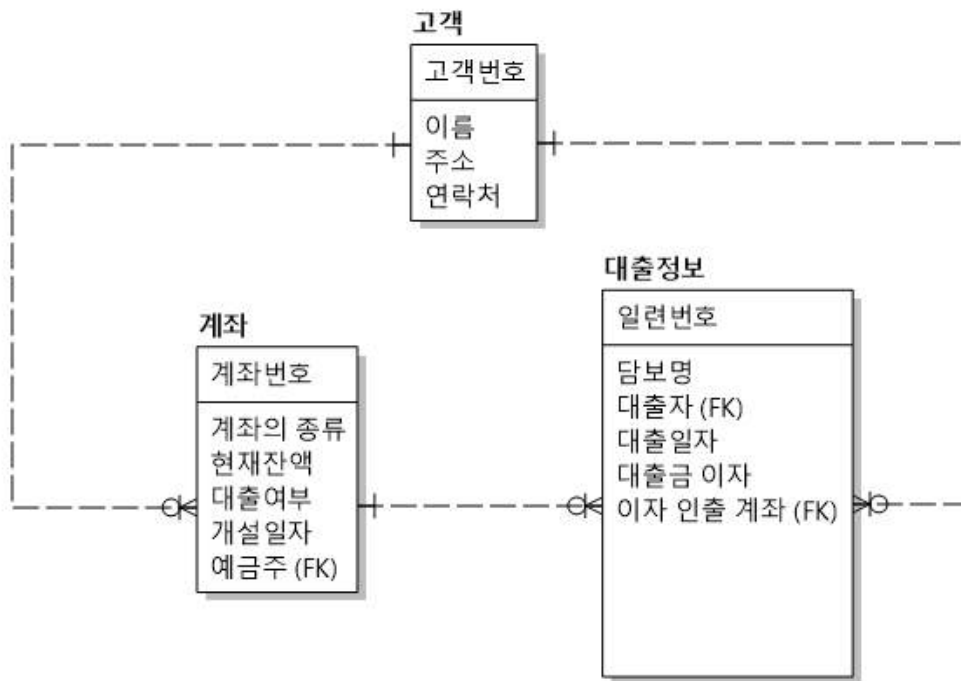 고객
고객번호
이름
주소
연락처
계좌
계좌번호
계좌의 종류
현재잔액
대출여부
개설일자
예금주 (FK)
대출정보
일련번호
담보명
대출자 (FK)
대출일자
대출금 이자
이자 인출 계좌 (FK)